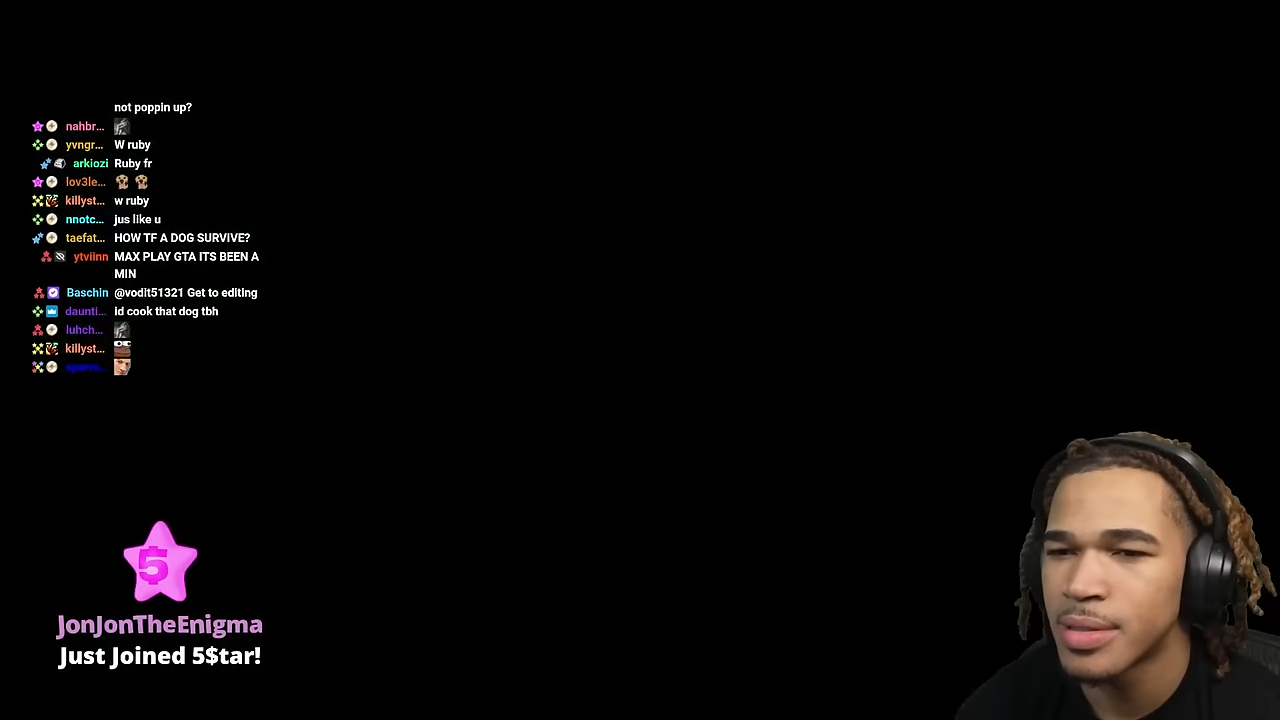 not poppin up?
nahbr...
yvngr... W ruby
arkiozi Ruby fr
lov3le...
killyst... w ruby
nnotc... jus like u
taefat... HOW TF A DOG SURVIVE?
ytviinn MAX PLAY GTA ITS BEEN A
MIN
Baschin @vodit51321 Get to editing
daunti... id cook that dog tbh
luhch...
killyst...
5
JonJonTheEnigma
Just Joined 5$tar!